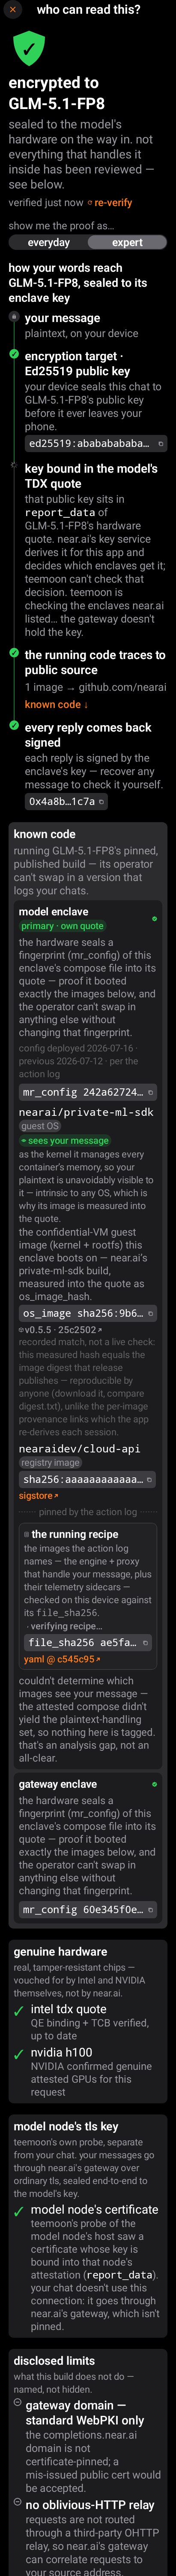 who can read this?
encrypted to
GLM-5.1-FP8
sealed to the model's
hardware on the way in. not
everything that handles it
inside has been reviewed —
see below.
verified just now re-verify
show me the proof as...
everyday expert
how your words reach
GLM-5.1-FP8, sealed to its
enclave key
your message
plaintext, on your device
encryption target ·
Ed25519 public key
your device seals this chat to
GLM-5.1-FP8's public key
before it ever leaves your
phone.
ed25519:abababababa…
key bound in the model's
TDX quote
that public key sits in
report_data of
GLM-5.1-FP8's hardware
quote. near.ai's key service
derives it for this app and
decides which enclaves get it;
teemoon can't check that
decision. teemoon is
checking the enclaves near.ai
listed... the gateway doesn't
hold the key.
the running code traces to
public source
1 image → github.com/nearai
known code ↓
every reply comes back
signed
each reply is signed by the
enclave's key — recover any
message to check it yourself.
0x4a8b…1c7a
known code
running GLM-5.1-FP8's pinned,
published build — its operator
can't swap in a version that
logs your chats.
model enclave
primary · own quote
the hardware seals a
fingerprint (mr_config) of this
enclave's compose file into its
quote — proof it booted
exactly the images below, and
the operator can't swap in
anything else without
changing that fingerprint.
config deployed 2026-07-16 ·
previous 2026-07-12 · per the
action log
mr_config 242a62724…
nearai/private-ml-sdk
guest OS
sees your message
as the kernel it manages every
container's memory, so your
plaintext is unavoidably visible to
it — intrinsic to any OS, which is
why its image is measured into
the quote.
the confidential-VM guest
image (kernel + rootfs) this
enclave boots on — near.ai's
private-ml-sdk build,
measured into the quote as
os_image_hash.
os_image sha256:9b6…
v0.5.5 · 25c2502↗
recorded match, not a live check:
this measured hash equals the
image digest that release
publishes — reproducible by
anyone (download it, compare
digest.txt), unlike the per-image
provenance links which the app
re-derives each session.
nearaidev/cloud-api
registry image
sha256:aaaaaaaaaaaa…
sigstore↗
pinned by the action log
the running recipe
the images the action log
names — the engine + proxy
that handle your message, plus
their telemetry sidecars —
checked on this device against
its file_sha256.
· verifying recipe…
file_sha256 ae5fa…
yaml @ c545c95↗
couldn't determine which
images see your message —
the attested compose didn't
yield the plaintext-handling
set, so nothing here is tagged.
that's an analysis gap, not an
all-clear.
gateway enclave
the hardware seals a
fingerprint (mr_config) of this
enclave's compose file into its
quote — proof it booted
exactly the images below, and
the operator can't swap in
anything else without
changing that fingerprint.
mr_config 60e345f0e…
genuine hardware
real, tamper-resistant chips —
vouched for by Intel and NVIDIA
themselves, not by near.ai.
intel tdx quote
QE binding + TCB verified,
up to date
nvidia h100
NVIDIA confirmed genuine
attested GPUs for this
request
model node's tls key
teemoon's own probe, separate
from your chat. your messages go
through near.ai's gateway over
ordinary tls, sealed end-to-end to
the model's key.
model node's certificate
teemoon's probe of the
model node's host saw a
certificate whose key is
bound into that node's
attestation (report_data).
your chat doesn't use this
connection: it goes through
near.ai's gateway, which isn't
pinned.
disclosed limits
what this build does not do —
named, not hidden.
gateway domain —
standard WebPKI only
the completions.near.ai
domain is not
certificate-pinned; a
mis-issued public cert would
be accepted.
no oblivious-HTTP relay
requests are not routed
through a third-party OHTTP
relay, so near.ai's gateway
can correlate requests to
your source address.